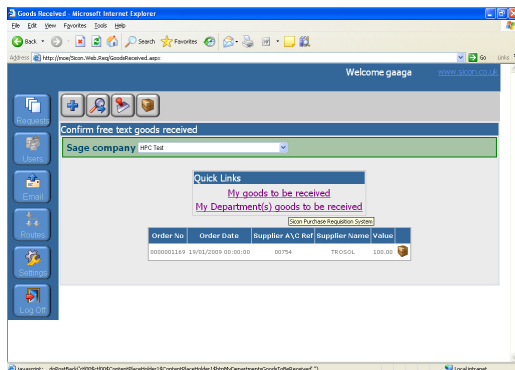 Goods Received - Microsoft Internet Explorer
File Edit View Favorites Tools Help
Back Search Favorites
Address http://moe/Sicon.Web.Req/GoodsReceived.aspx Go Links
Welcome gaaga www.sicon.co.uk
Requests
Users
Email
Routes
Settings
Log Off
Confirm free text goods received
Sage company HPC Test
Quick Links
My goods to be received
My Department(s) goods to be received
Sicon Purchase Requisition System
Order No Order Date Supplier A\C Ref Supplier Name Value
0000001169 19/01/2009 00:00:00 00754 TROSOL 100.00
Local intranet